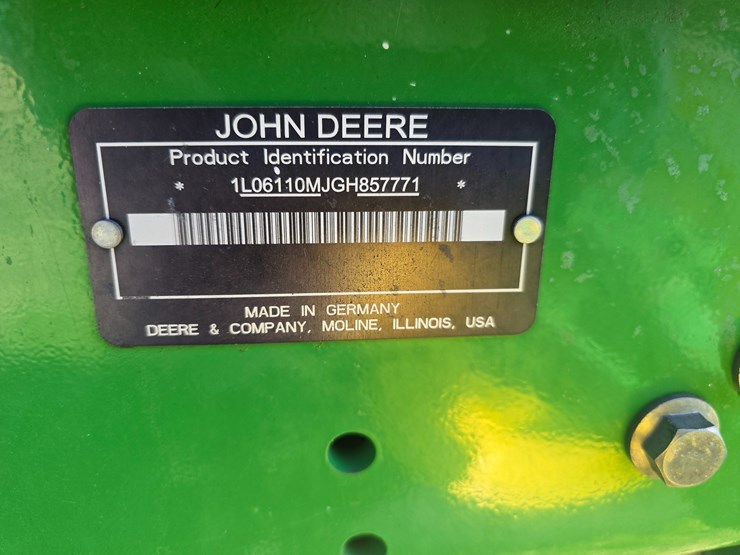 JOHN DEERE
Product Identification Number
* 1L06110MJGH857771 *
MADE IN GERMANY
DEERE & COMPANY, MOLINE, ILLINOIS, USA